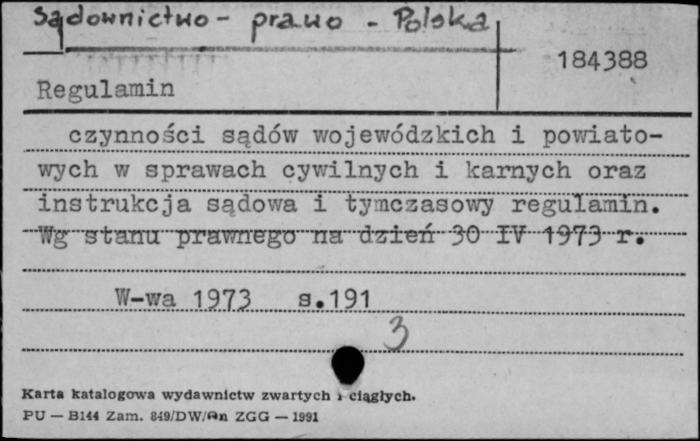 Sądownictwo - prawo - Polska
184388
Regulamin
czynności sądów wojewódzkich i powiato-
wych w sprawach cywilnych i karnych oraz
instrukcja sądowa i tymczasowy regulamin.
Wg stanu prawnego na dzień 30 IV 1973 r.
W-wa 1973 s.191
3
Karta katalogowa wydawnictw zwartych i ciągłych.
PU — B144 Zam. 849/DW/An ZGG — 1991